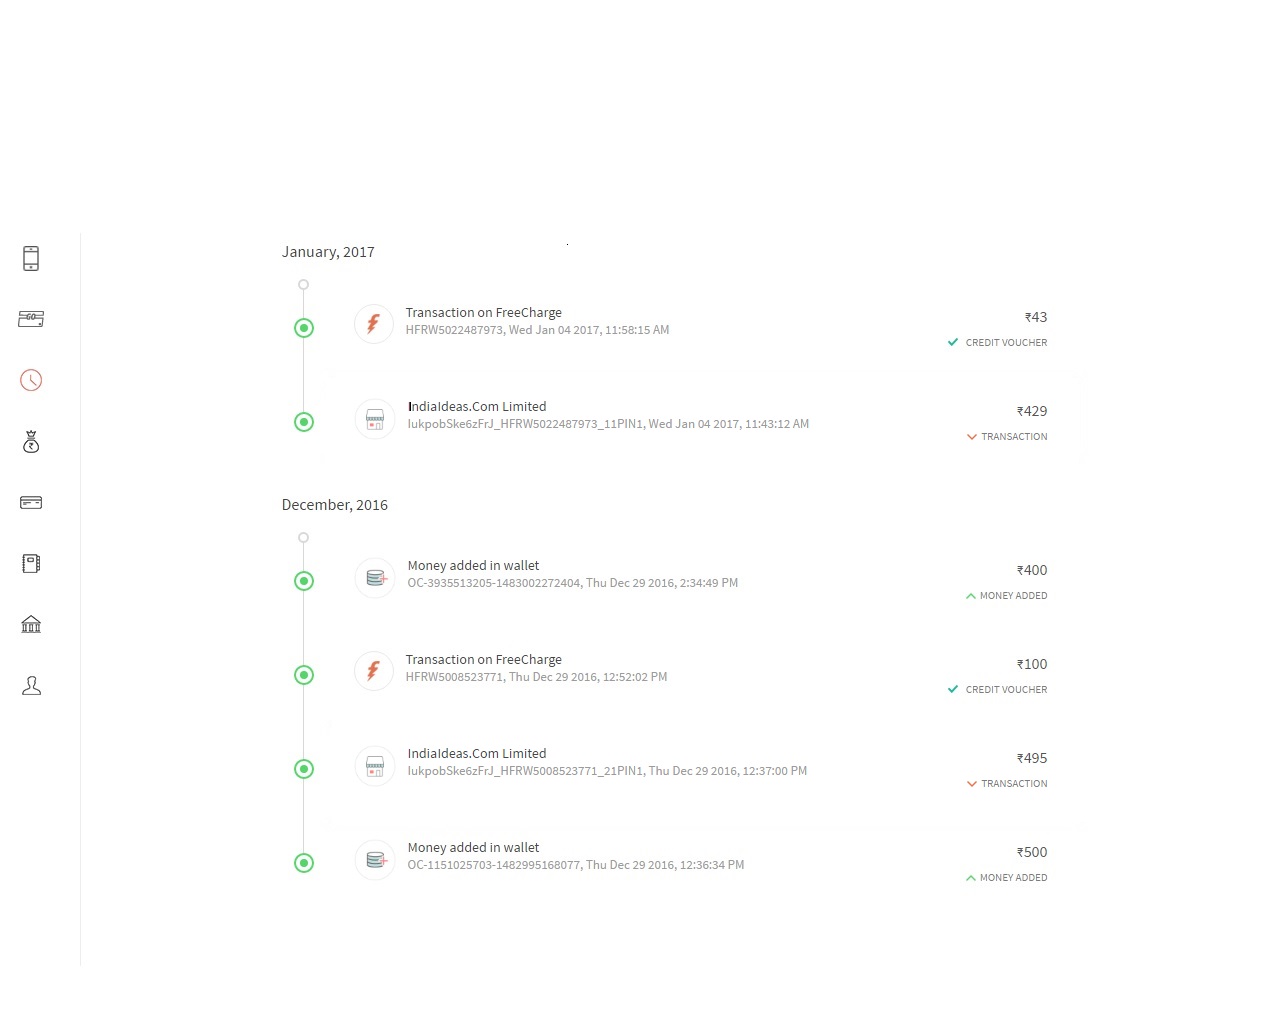 January, 2017
Transaction on FreeCharge
₹43
HFRW5022487973, Wed Jan 04 2017, 11:58:15 AM
CREDIT VOUCHER
IndiaIdeas.Com Limited
₹429
IukpobSke6zFrJ_HFRW5022487973_11PIN1, Wed Jan 04 2017, 11:43:12 AM
TRANSACTION
December, 2016
Money added in wallet
₹400
OC-3935513205-1483002272404, Thu Dec 29 2016, 2:34:49 PM
MONEY ADDED
Transaction on FreeCharge
₹100
HFRW5008523771, Thu Dec 29 2016, 12:52:02 PM
CREDIT VOUCHER
IndiaIdeas.Com Limited
₹495
IukpobSke6zFrJ_HFRW5008523771_21PIN1, Thu Dec 29 2016, 12:37:00 PM
TRANSACTION
Money added in wallet
₹500
OC-1151025703-1482995168077, Thu Dec 29 2016, 12:36:34 PM
MONEY ADDED
GO